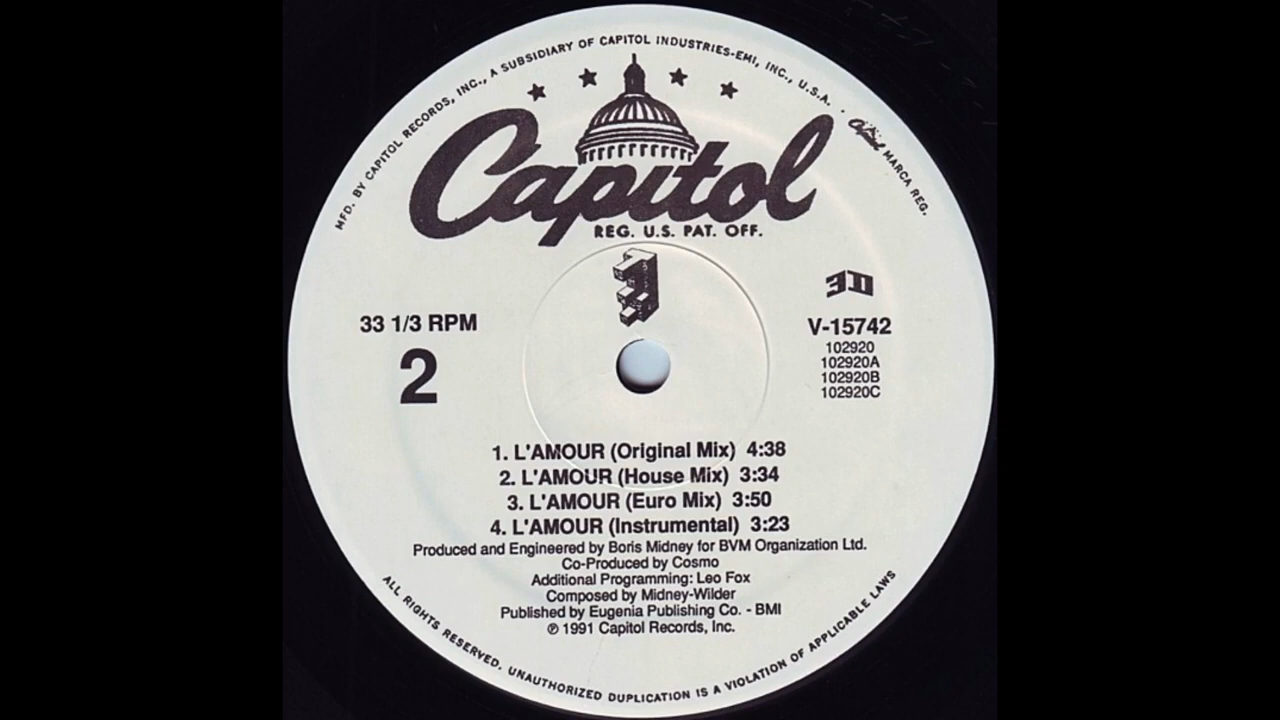 MFD. BY CAPITOL RECORDS, INC., A SUBSIDIARY OF CAPITOL INDUSTRIES-EMI, INC., U.S.A. · Capitol MARCA REG.
Capitol
REG. U.S. PAT. OFF.
3D
33 1/3 RPM
V-15742
2
102920
102920A
102920B
102920C
1. L'AMOUR (Original Mix) 4:38
2. L'AMOUR (House Mix) 3:34
3. L'AMOUR (Euro Mix) 3:50
4. L'AMOUR (Instrumental) 3:23
Produced and Engineered by Boris Midney for BVM Organization Ltd.
Co-Produced by Cosmo
Additional Programming: Leo Fox
Composed by Midney-Wilder
Published by Eugenia Publishing Co. - BMI
℗ 1991 Capitol Records, Inc.
ALL RIGHTS RESERVED. UNAUTHORIZED DUPLICATION IS A VIOLATION OF APPLICABLE LAWS